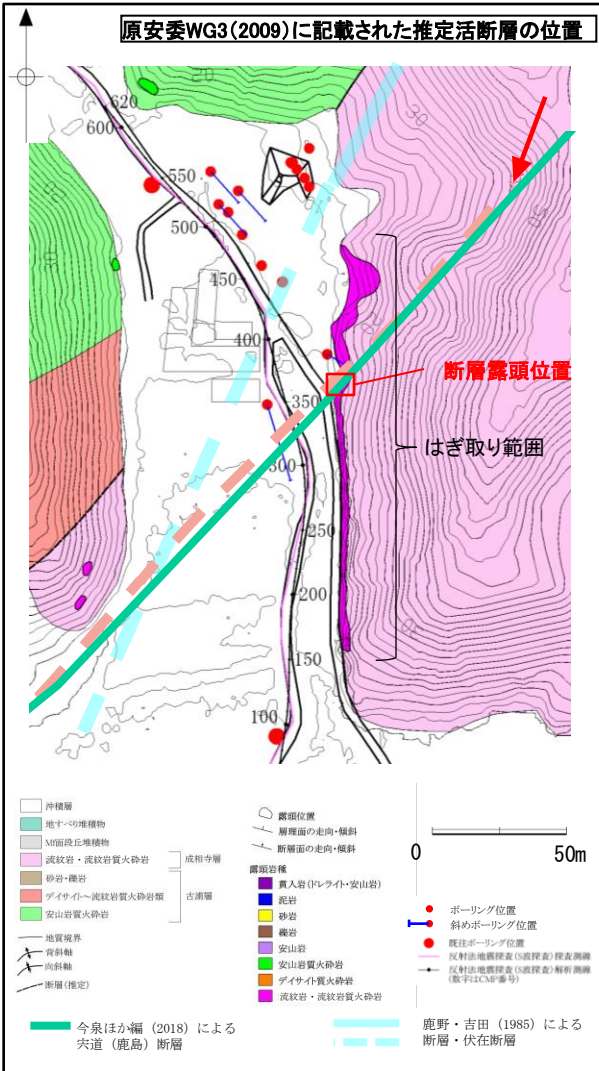 原安委WG3(2009)に記載された推定活断層の位置
620
600
550
500
450
400
350
300
250
200
150
100
20
30
30
30
断層露頭位置
はぎ取り範囲
沖積層
地すべり堆積物
Mf面段丘堆積物
流紋岩・流紋岩質火砕岩
成相寺層
砂岩・礫岩
デイサイト～流紋岩質火砕岩類
古浦層
安山岩質火砕岩
地質境界
背斜軸
向斜軸
断層(推定)
露頭位置
層理面の走向・傾斜
断層面の走向・傾斜
露頭岩種
貫入岩(ドレライト・安山岩)
泥岩
砂岩
礫岩
安山岩
安山岩質火砕岩
デイサイト質火砕岩
流紋岩・流紋岩質火砕岩
0
50m
ボーリング位置
斜めボーリング位置
既往ボーリング位置
反射法地震探査(S波探査)探査測線
反射法地震探査(S波探査)解析測線
(数字はCMP番号)
今泉ほか編（2018）による
宍道（鹿島）断層
鹿野・吉田（1985）による
断層・伏在断層